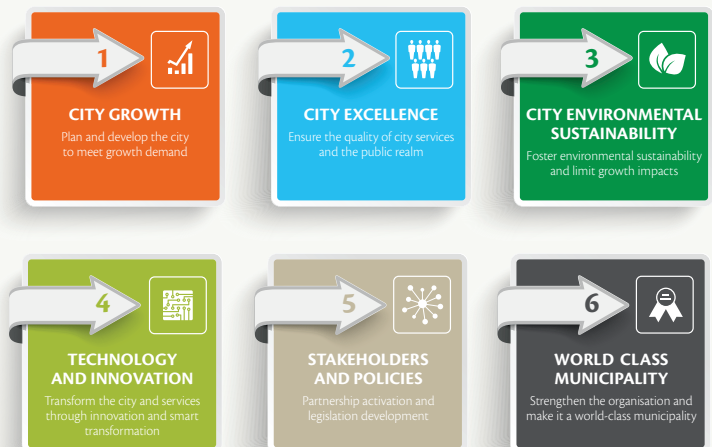 1
CITY GROWTH
Plan and develop the city
to meet growth demand
2
CITY EXCELLENCE
Ensure the quality of city services
and the public realm
3
CITY ENVIRONMENTAL
SUSTAINABILITY
Foster environmental sustainability
and limit growth impacts
4
TECHNOLOGY
AND INNOVATION
Transform the city and services
through innovation and smart
transformation
5
STAKEHOLDERS
AND POLICIES
Partnership activation and
legislation development
6
WORLD CLASS
MUNICIPALITY
Strengthen the organisation and
make it a world-class municipality